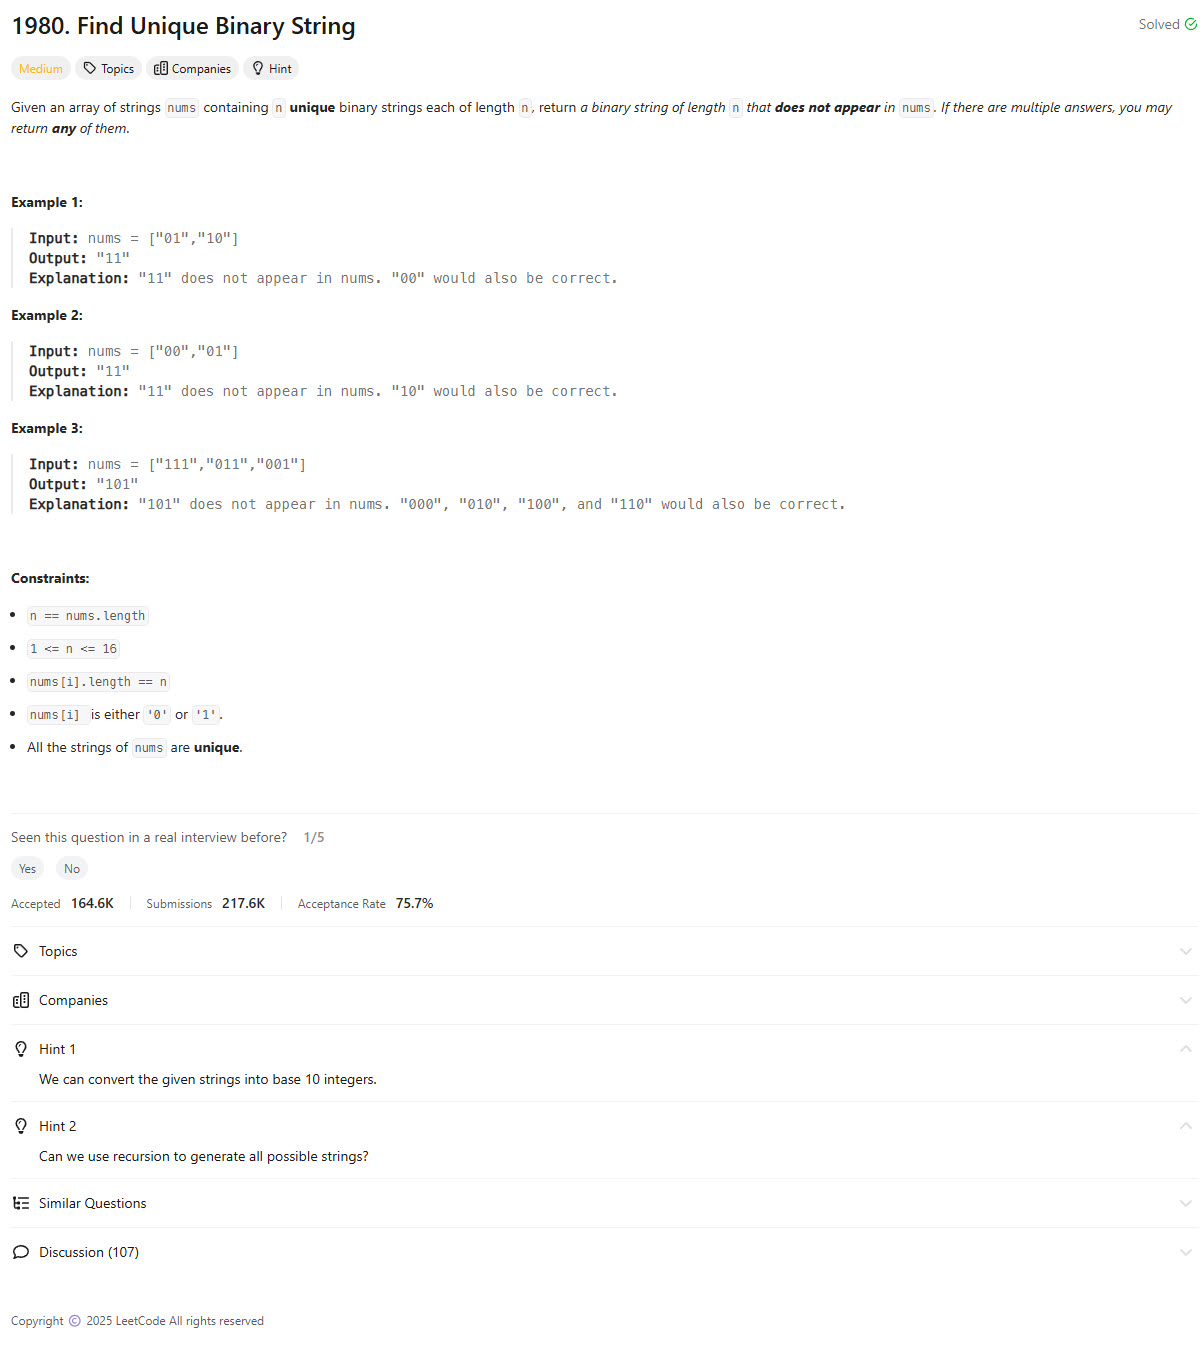 1980. Find Unique Binary String
Solved
Medium Topics Companies Hint
Given an array of strings nums containing n unique binary strings each of length n, return a binary string of length n that does not appear in nums. If there are multiple answers, you may
return any of them.
Example 1:
Input: nums = ["01","10"]
Output: "11"
Explanation: "11" does not appear in nums. "00" would also be correct.
Example 2:
Input: nums = ["00","01"]
Output: "11"
Explanation: "11" does not appear in nums. "10" would also be correct.
Example 3:
Input: nums = ["111","011","001"]
Output: "101"
Explanation: "101" does not appear in nums. "000", "010", "100", and "110" would also be correct.
Constraints:
n == nums.length
1 <= n <= 16
nums[i].length == n
nums[i] is either '0' or '1'.
All the strings of nums are unique.
Seen this question in a real interview before? 1/5
Yes No
Accepted 164.6K Submissions 217.6K Acceptance Rate 75.7%
Topics
Companies
Hint 1
We can convert the given strings into base 10 integers.
Hint 2
Can we use recursion to generate all possible strings?
Similar Questions
Discussion (107)
Copyright © 2025 LeetCode All rights reserved